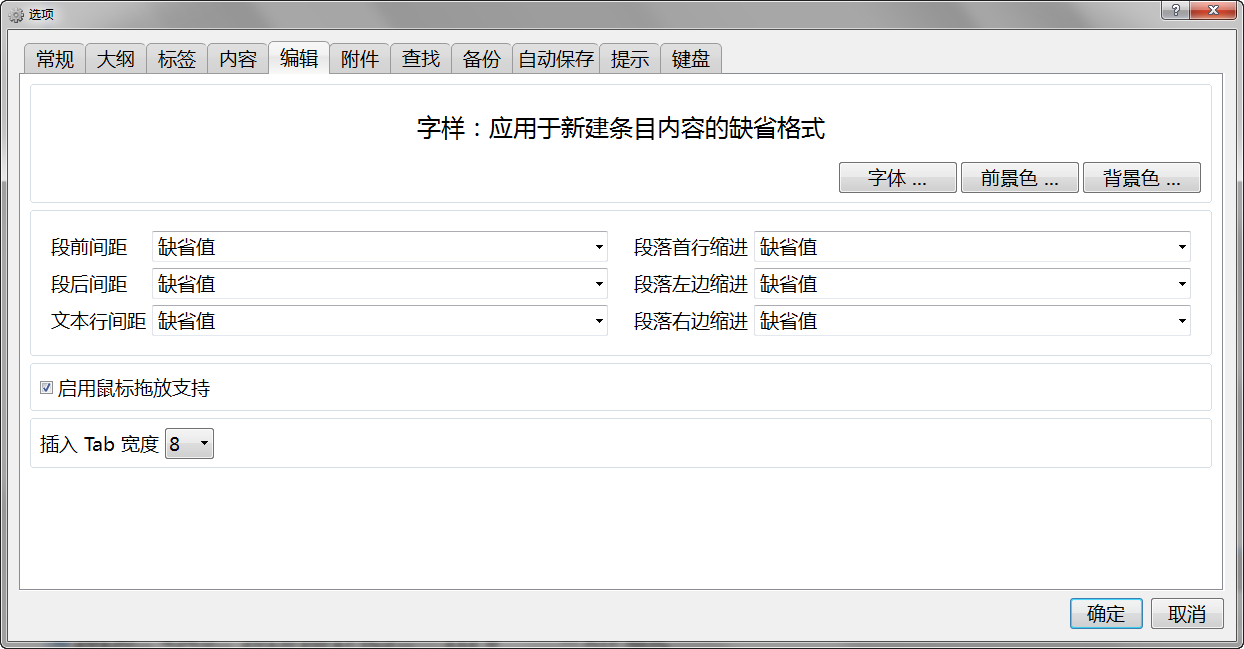 选项
常规 大纲 标签 内容 编辑 附件 查找 备份 自动保存 提示 键盘
字样：应用于新建条目内容的缺省格式
字体 ... 前景色 ... 背景色 ...
段前间距 缺省值 段落首行缩进 缺省值
段后间距 缺省值 段落左边缩进 缺省值
文本行间距 缺省值 段落右边缩进 缺省值
启用鼠标拖放支持
插入 Tab 宽度 8
确定 取消